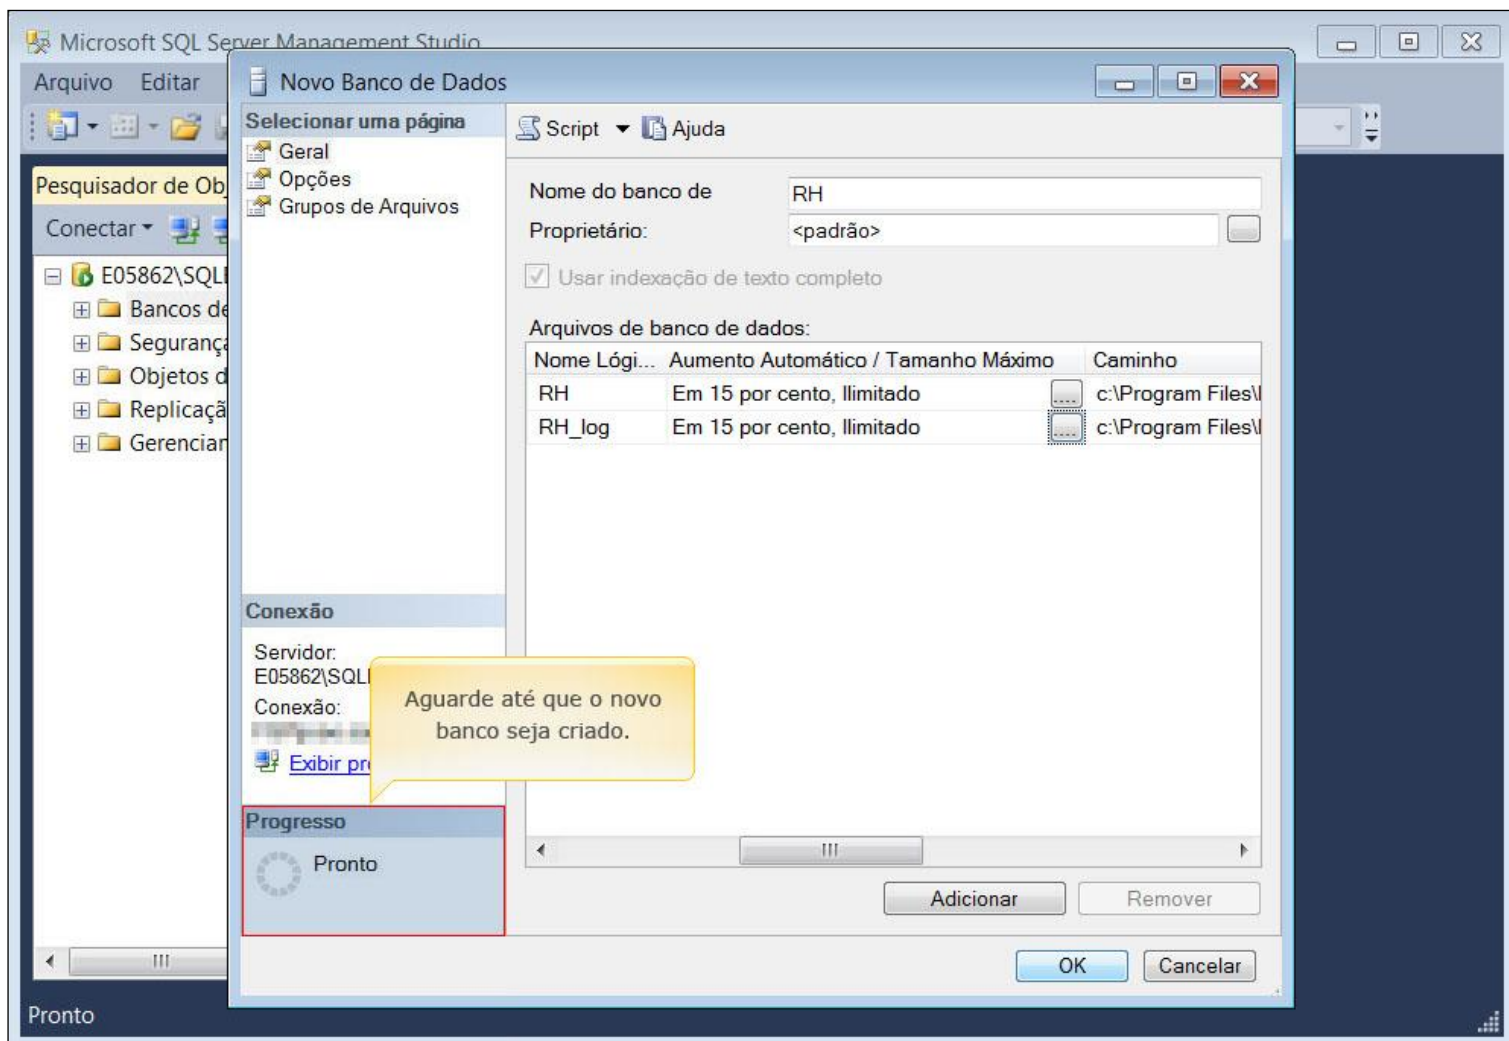 Microsoft SQL Server Management Studio
Arquivo Editar
Novo Banco de Dados
Selecionar uma página
Geral
Opções
Grupos de Arquivos
Script Ajuda
Pesquisador de Ob
Conectar
E05862\SQL
Bancos de
Segurança
Objetos d
Replicaçã
Gerencian
Nome do banco de RH
Proprietário: <padrão>
Usar indexação de texto completo
Arquivos de banco de dados:
Nome Lógi... Aumento Automático / Tamanho Máximo Caminho
RH Em 15 por cento, Ilimitado .... c:\Program Files\
RH_log Em 15 por cento, Ilimitado .... c:\Program Files\
Conexão
Servidor:
E05862\SQL
Conexão:
Exibir pr
Aguarde até que o novo
banco seja criado.
Progresso
Pronto
Adicionar Remover
OK Cancelar
Pronto